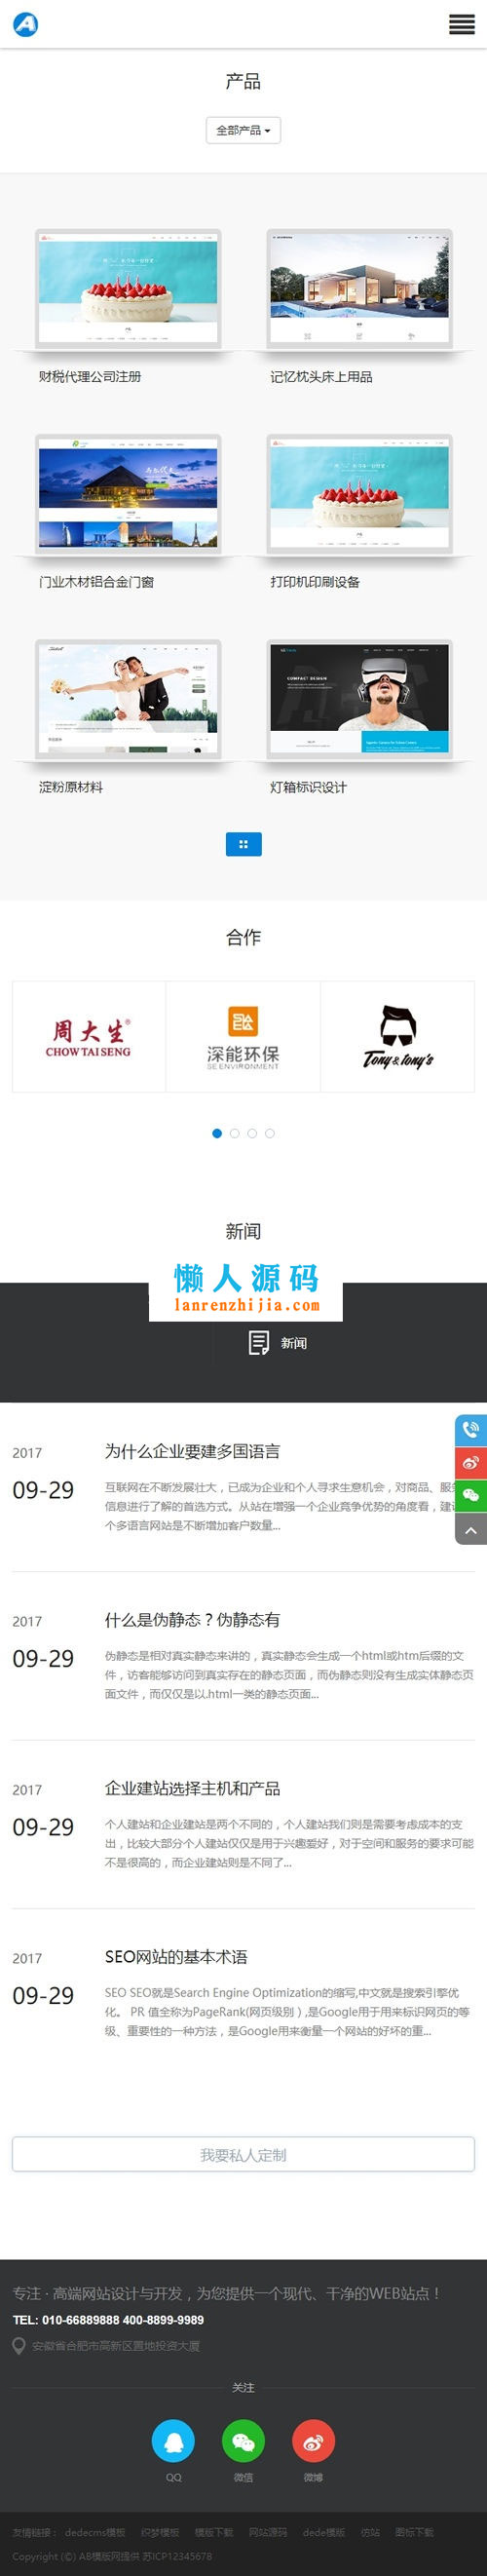 A
产品
全部产品
财税代理公司注册
记忆枕头床上用品
门业木材铝合金门窗
打印机印刷设备
COMPACT DESIGN
淀粉原材料
灯箱标识设计
合作
周大生®
CHOW TAI SENG
深能环保
SE ENVIRONMENT
Tony & tony's
新闻
懒人源码
lanrenzhijia.com
新闻
2017
09-29
为什么企业要建多国语言
互联网在不断发展壮大，已成为企业和个人寻求生意机会，对商品、服
信息进行了解的首选方式。从站在增强一个企业竞争优势的角度看，建
个多语言网站是不断增加客户数量...
2017
09-29
什么是伪静态？伪静态有
伪静态是相对真实静态来讲的，真实静态会生成一个html或htm后缀的文
件，访客能够访问到真实存在的静态页面，而伪静态则没有生成实体静态页
面文件，而仅仅是以.html一类的静态页面...
2017
09-29
企业建站选择主机和产品
个人建站和企业建站是两个不同的，个人建站我们则是需要考虑成本的支
出，比较大部分个人建站仅仅是用于兴趣爱好，对于空间和服务的要求可能
不是很高的，而企业建站则是不同了...
2017
09-29
SEO网站的基本术语
SEO SEO就是Search Engine Optimization的缩写,中文就是搜索引擎优
化。 PR 值全称为PageRank(网页级别 ),是Google用于用来标识网页的等
级、重要性的一种方法，是Google用来衡量一个网站的好坏的重...
我要私人定制
专注 · 高端网站设计与开发，为您提供一个现代、干净的WEB站点！
TEL: 010-66889888 400-8899-9989
安徽省合肥市高新区置地投资大厦
关注
QQ
微信
微博
友情链接： dedecms模板 织梦模板 模版下载 网站源码 dede模版 仿站 图标下载
Copyright (©) AB模版网提供 苏ICP12345678